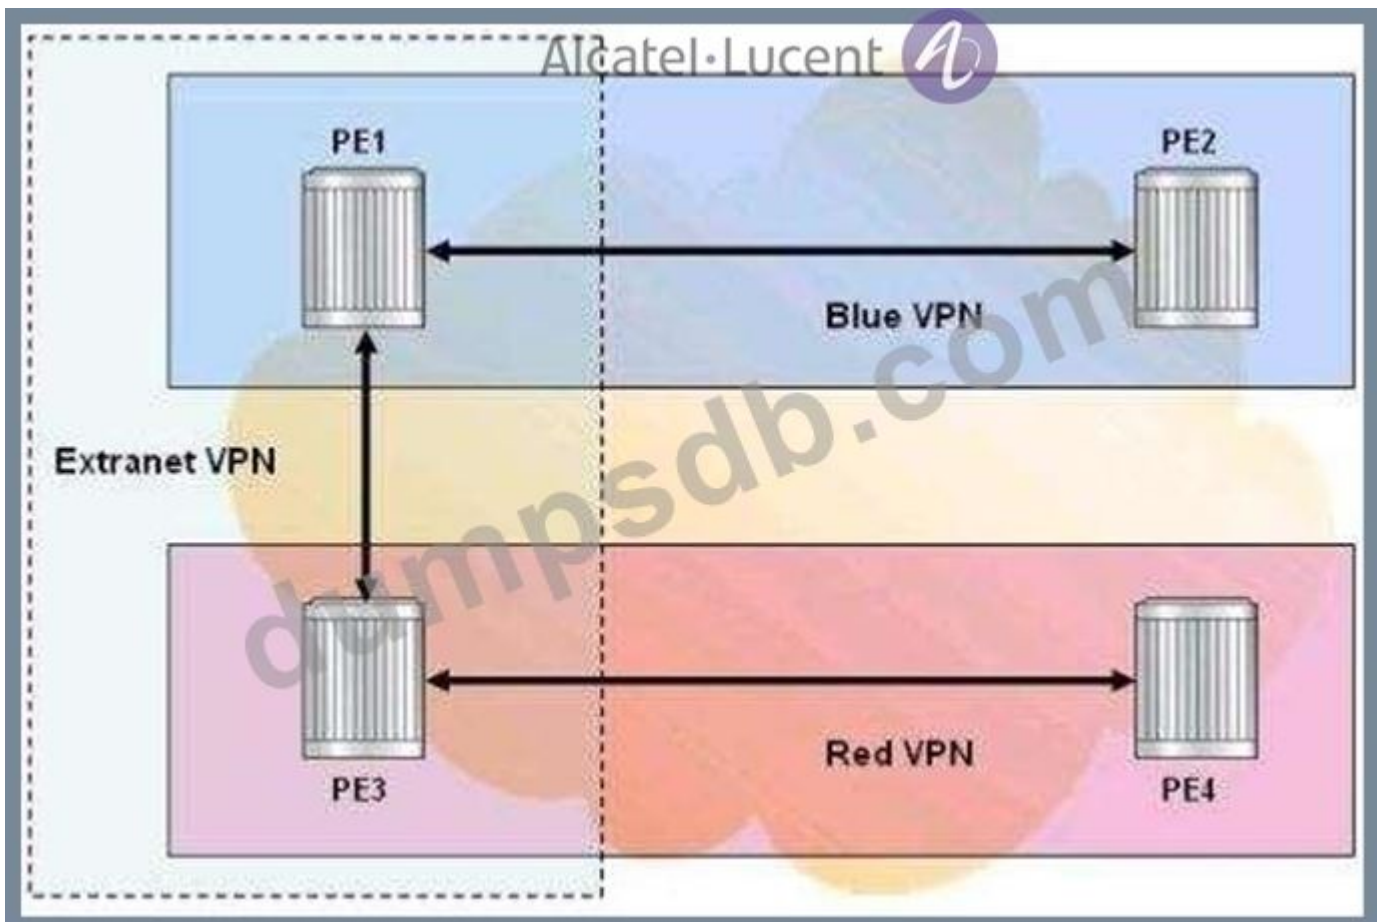 Alcatel·Lucent
PE1
PE2
Blue VPN
Extranet VPN
dumpsdb.com
Red VPN
PE3
PE4